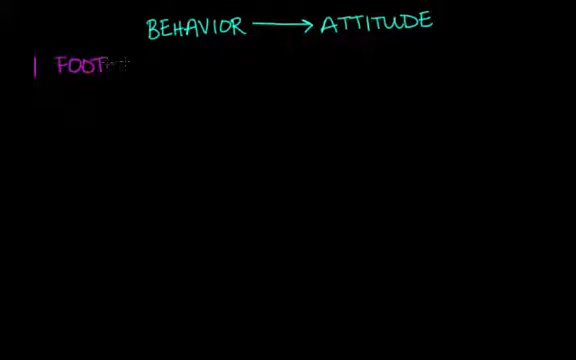 BEHAVIOR → ATTITUDE
| FOOT